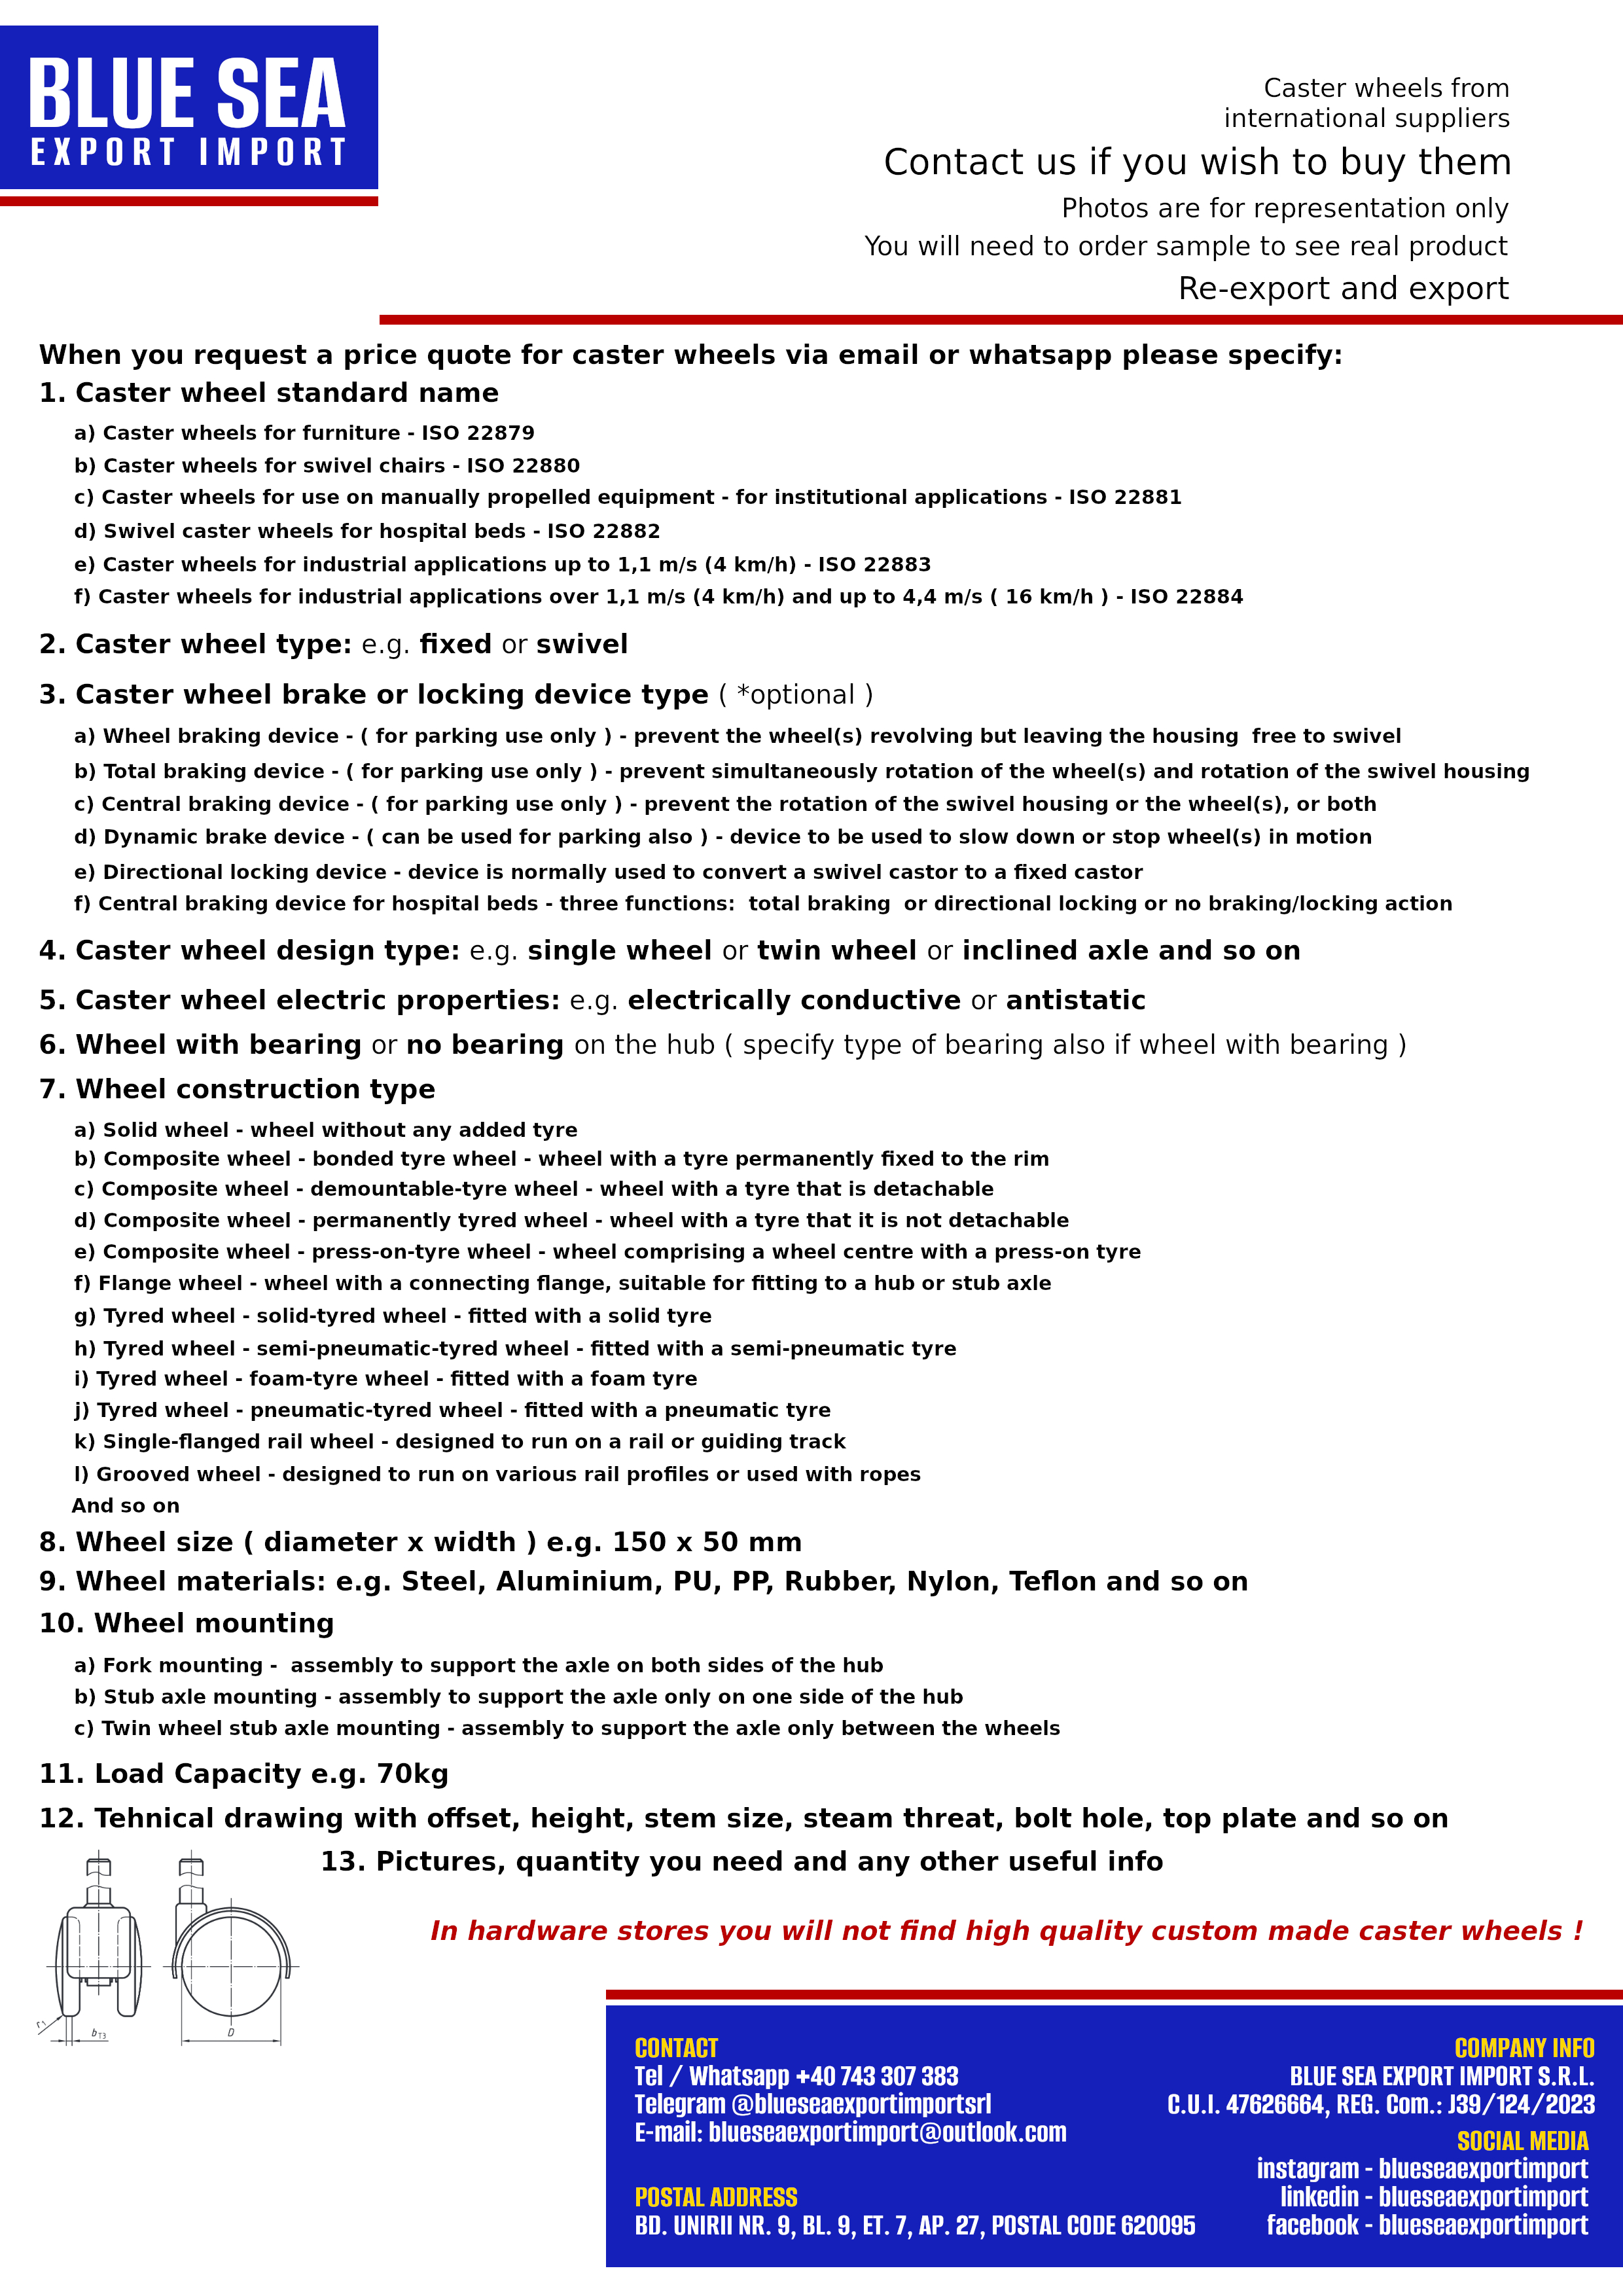 BLUE SEA
EXPORT IMPORT
Caster wheels from
international suppliers
Contact us if you wish to buy them
Photos are for representation only
You will need to order sample to see real product
Re-export and export
When you request a price quote for caster wheels via email or whatsapp please specify:
1. Caster wheel standard name
a) Caster wheels for furniture - ISO 22879
b) Caster wheels for swivel chairs - ISO 22880
c) Caster wheels for use on manually propelled equipment - for institutional applications - ISO 22881
d) Swivel caster wheels for hospital beds - ISO 22882
e) Caster wheels for industrial applications up to 1,1 m/s (4 km/h) - ISO 22883
f) Caster wheels for industrial applications over 1,1 m/s (4 km/h) and up to 4,4 m/s ( 16 km/h ) - ISO 22884
2. Caster wheel type: e.g. fixed or swivel
3. Caster wheel brake or locking device type ( *optional )
a) Wheel braking device - ( for parking use only ) - prevent the wheel(s) revolving but leaving the housing  free to swivel
b) Total braking device - ( for parking use only ) - prevent simultaneously rotation of the wheel(s) and rotation of the swivel housing
c) Central braking device - ( for parking use only ) - prevent the rotation of the swivel housing or the wheel(s), or both
d) Dynamic brake device - ( can be used for parking also ) - device to be used to slow down or stop wheel(s) in motion
e) Directional locking device - device is normally used to convert a swivel castor to a fixed castor
f) Central braking device for hospital beds - three functions:  total braking  or directional locking or no braking/locking action
4. Caster wheel design type: e.g. single wheel or twin wheel or inclined axle and so on
5. Caster wheel electric properties: e.g. electrically conductive or antistatic
6. Wheel with bearing or no bearing on the hub ( specify type of bearing also if wheel with bearing )
7. Wheel construction type
a) Solid wheel - wheel without any added tyre
b) Composite wheel - bonded tyre wheel - wheel with a tyre permanently fixed to the rim
c) Composite wheel - demountable-tyre wheel - wheel with a tyre that is detachable
d) Composite wheel - permanently tyred wheel - wheel with a tyre that it is not detachable
e) Composite wheel - press-on-tyre wheel - wheel comprising a wheel centre with a press-on tyre
f) Flange wheel - wheel with a connecting flange, suitable for fitting to a hub or stub axle
g) Tyred wheel - solid-tyred wheel - fitted with a solid tyre
h) Tyred wheel - semi-pneumatic-tyred wheel - fitted with a semi-pneumatic tyre
i) Tyred wheel - foam-tyre wheel - fitted with a foam tyre
j) Tyred wheel - pneumatic-tyred wheel - fitted with a pneumatic tyre
k) Single-flanged rail wheel - designed to run on a rail or guiding track
l) Grooved wheel - designed to run on various rail profiles or used with ropes
And so on
8. Wheel size ( diameter x width ) e.g. 150 x 50 mm
9. Wheel materials: e.g. Steel, Aluminium, PU, PP, Rubber, Nylon, Teflon and so on
10. Wheel mounting
a) Fork mounting -  assembly to support the axle on both sides of the hub
b) Stub axle mounting - assembly to support the axle only on one side of the hub
c) Twin wheel stub axle mounting - assembly to support the axle only between the wheels
11. Load Capacity e.g. 70kg
12. Tehnical drawing with offset, height, stem size, steam threat, bolt hole, top plate and so on
13. Pictures, quantity you need and any other useful info
In hardware stores you will not find high quality custom made caster wheels !
r1
bT3
D
CONTACT
Tel / Whatsapp +40 743 307 383
Telegram @blueseaexportimportsrl
E-mail: blueseaexportimport@outlook.com
POSTAL ADDRESS
BD. UNIRII NR. 9, BL. 9, ET. 7, AP. 27, POSTAL CODE 620095
COMPANY INFO
BLUE SEA EXPORT IMPORT S.R.L.
C.U.I. 47626664, REG. Com.: J39/124/2023
SOCIAL MEDIA
instagram - blueseaexportimport
linkedin - blueseaexportimport
facebook - blueseaexportimport